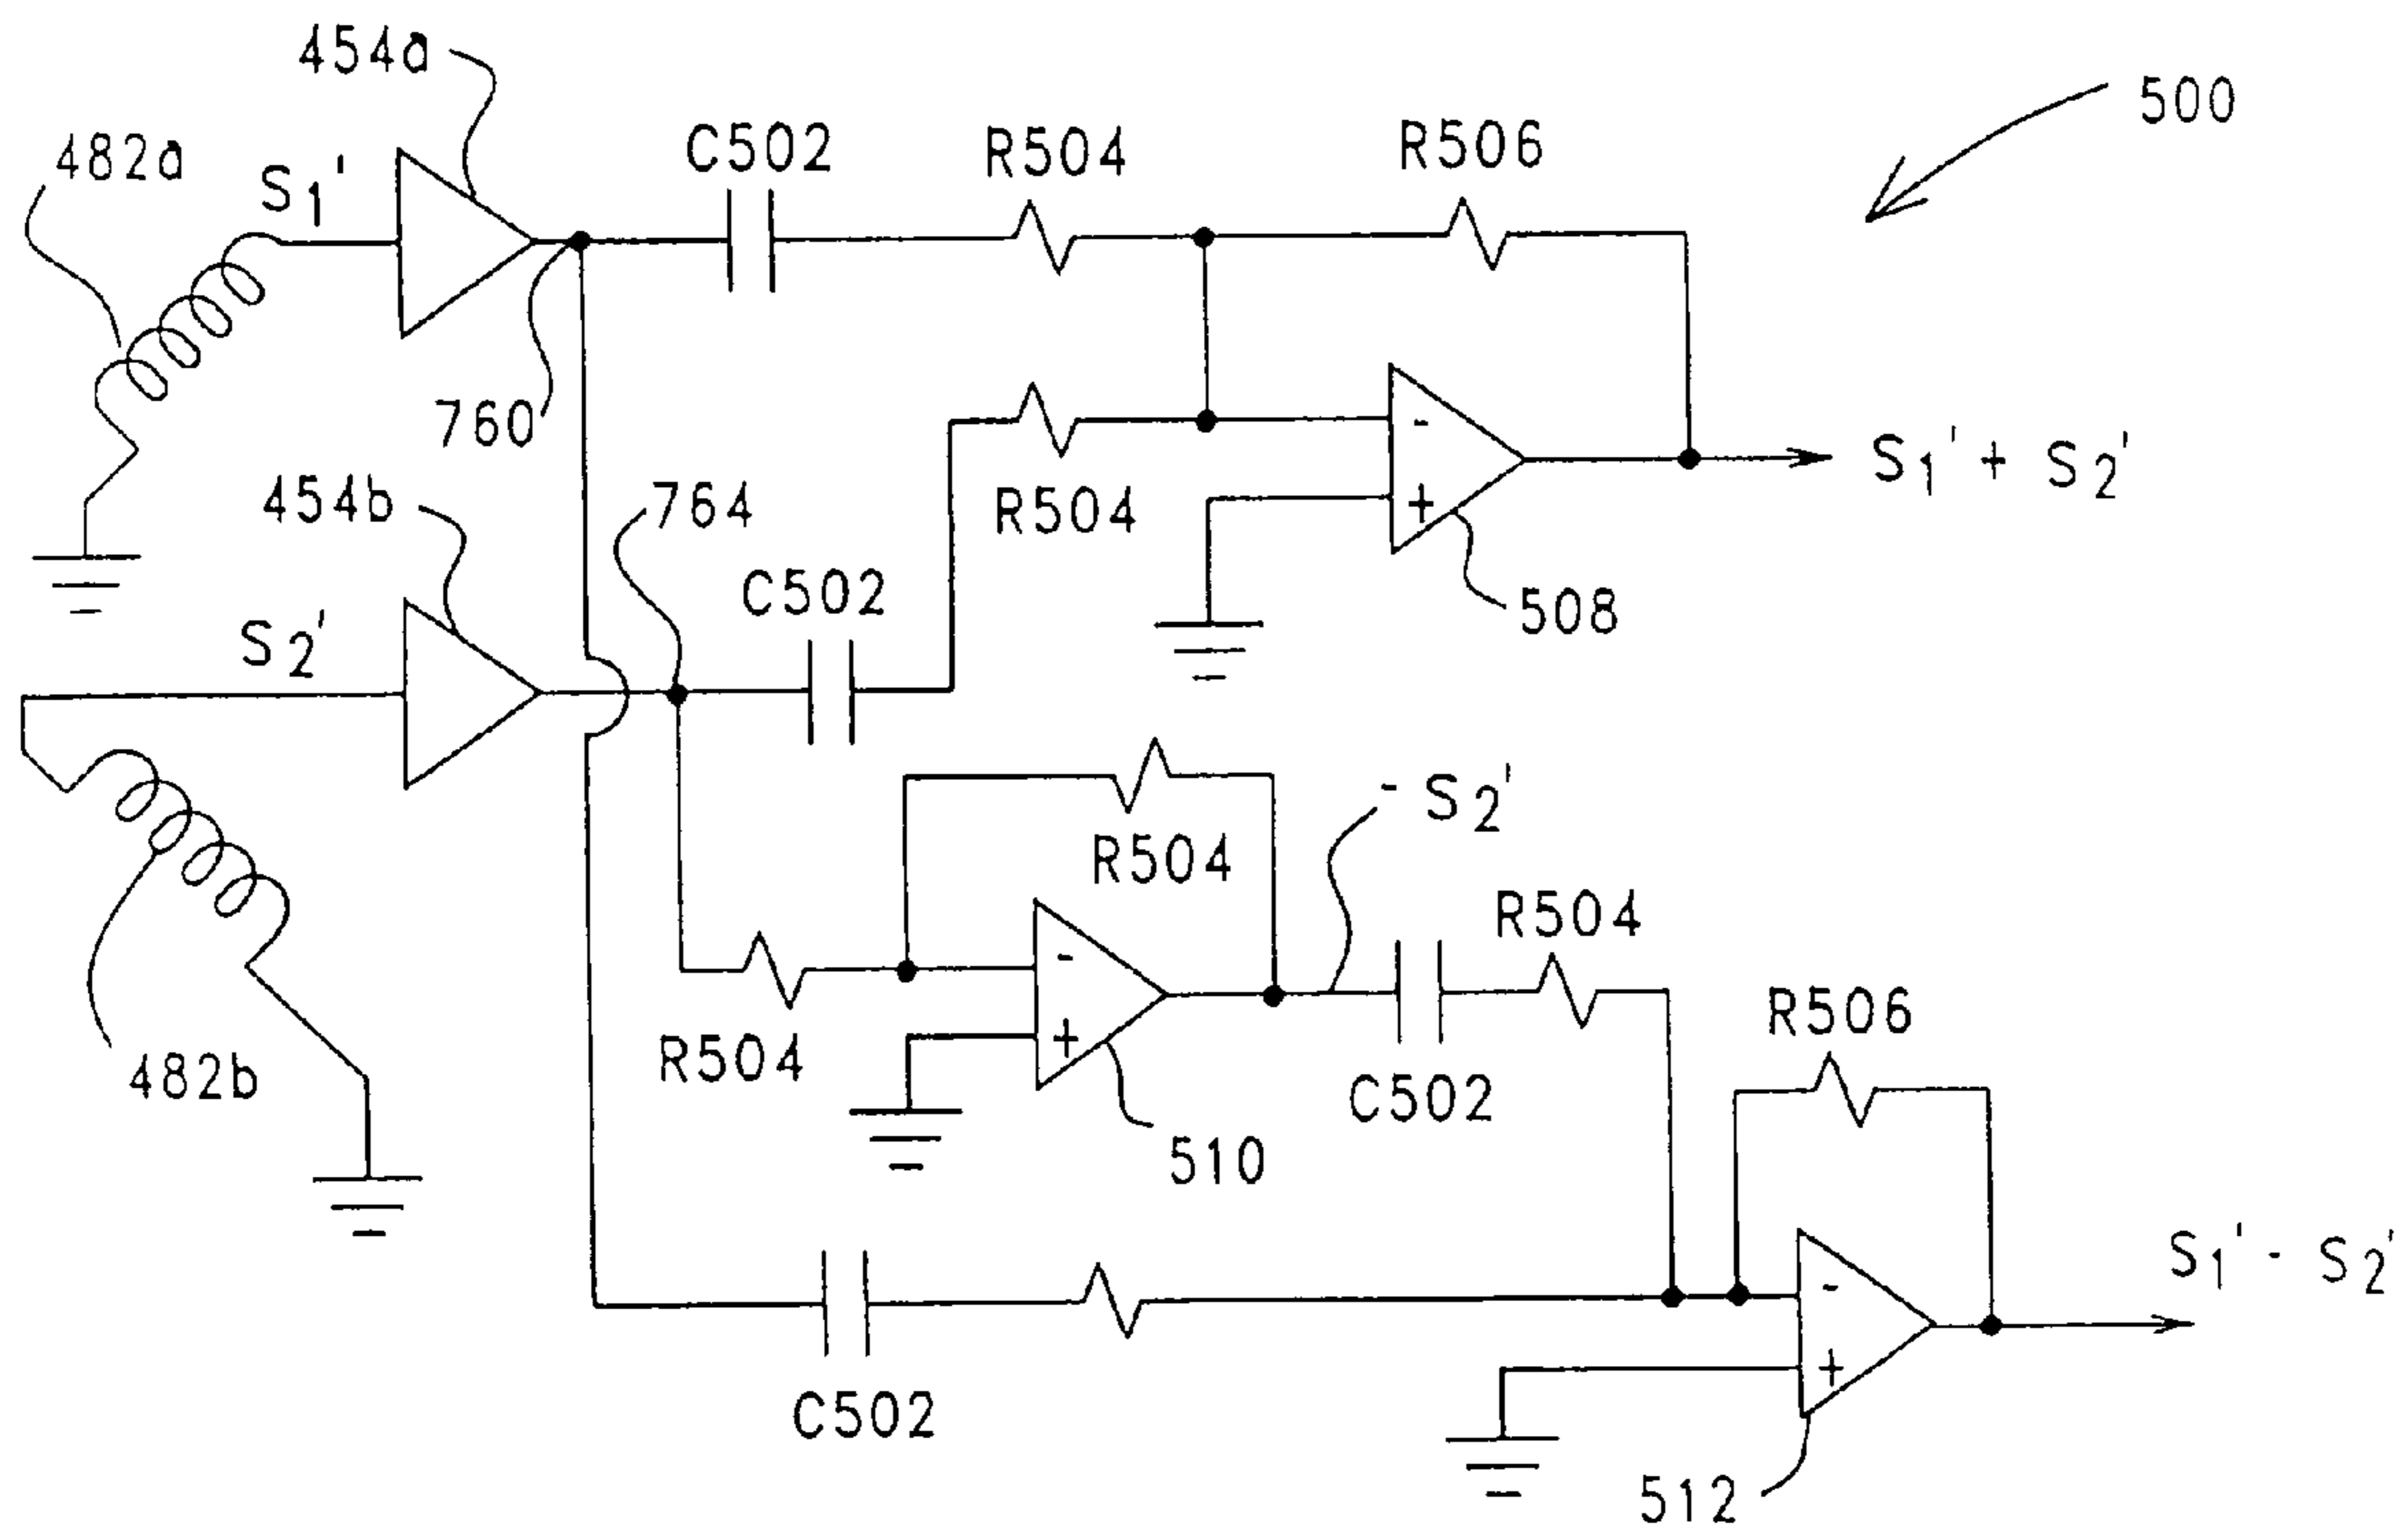 454a
500
482a
S1'
C502
R504
R506
760
454b
764
R504
S1' + S2'
C502
508
S2'
- S2'
R504
R504
R506
R504
482b
C502
510
S1' - S2'
C502
512
-
+
-
+
-
+